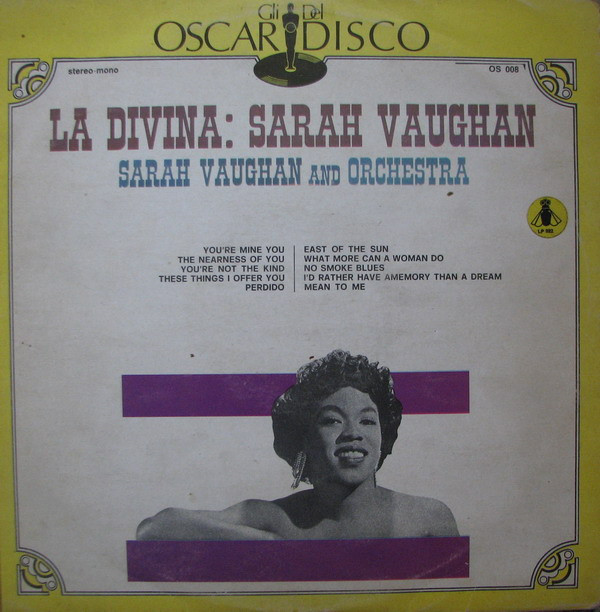 Gli Del
OSCAR DISCO
stereo-mono
OS 008
LA DIVINA: SARAH VAUGHAN
SARAH VAUGHAN AND ORCHESTRA
YOU'RE MINE YOU
THE NEARNESS OF YOU
YOU'RE NOT THE KIND
THESE THINGS I OFFER YOU
PERDIDO
EAST OF THE SUN
WHAT MORE CAN A WOMAN DO
NO SMOKE BLUES
I'D RATHER HAVE AMEMORY THAN A DREAM
MEAN TO ME